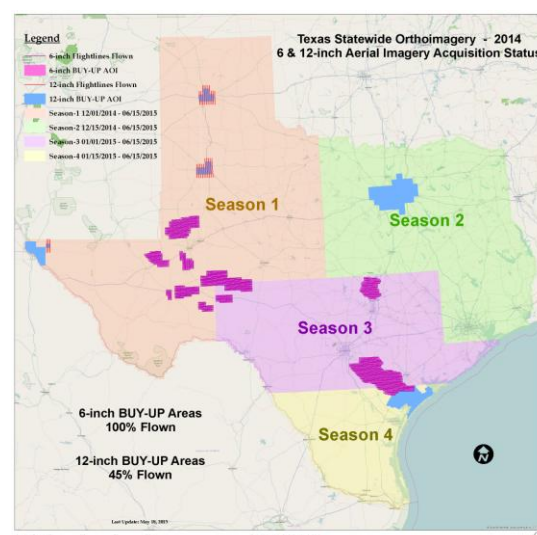 Texas Statewide Orthoimagery - 2014
6 & 12-inch Aerial Imagery Acquisition Status
Legend
6-inch Flightlines Flown
6-inch BUY-UP AOI
12-inch Flightlines Flown
12-inch BUY-UP AOI
Season-1 12/01/2014 - 06/15/2015
Season-2 12/15/2014 - 06/15/2015
Season-3 01/01/2015 - 06/15/2015
Season-4 01/15/2015 - 06/15/2015
Season 1
Season 2
Season 3
Season 4
6-inch BUY-UP Areas
100% Flown
12-inch BUY-UP Areas
45% Flown
N